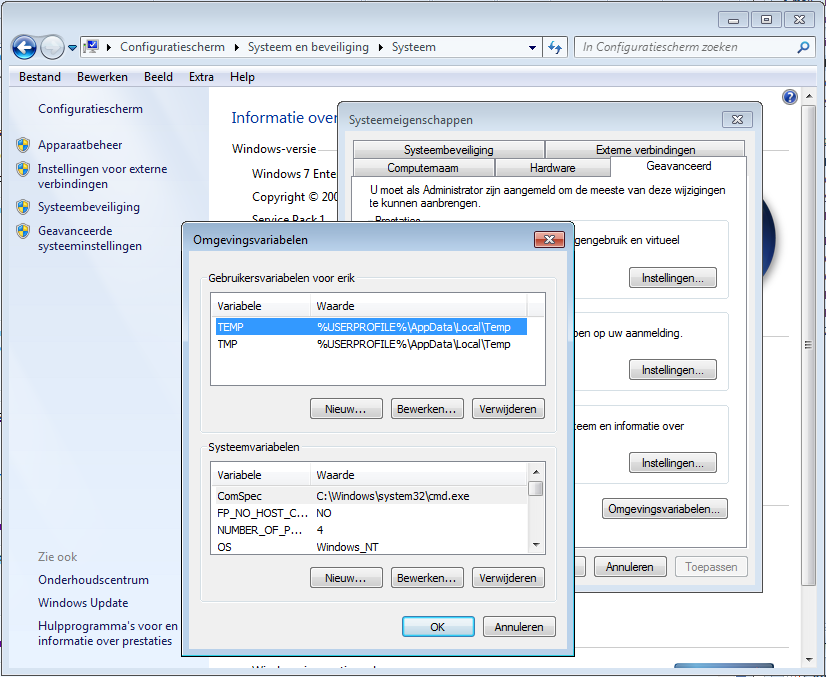 Configuratiescherm
Systeem en beveiliging
Systeem
In Configuratiescherm zoeken
Bestand Bewerken Beeld Extra Help
Configuratiescherm
Apparaatbeheer
Instellingen voor externe
verbindingen
Systeembeveiliging
Geavanceerde
systeeminstellingen
Zie ook
Onderhoudscentrum
Windows Update
Hulpprogramma's voor en
informatie over prestaties
Informatie over
Windows-versie
Windows 7 Ente
Copyright © 200
Service Pack 1
Systeemeigenschappen
Systeembeveiliging Externe verbindingen
Computernaam Hardware Geavanceerd
U moet als Administrator zijn aangemeld om de meeste van deze wijzigingen
te kunnen aanbrengen.
Prestaties
gengebruik en virtueel
Instellingen...
pen op uw aanmelding.
Instellingen...
teem en informatie over
Instellingen...
Omgevingsvariabelen...
Annuleren Toepassen
Omgevingsvariabelen
Gebruikersvariabelen voor erik
Variabele Waarde
TEMP %USERPROFILE%\AppData\Local\Temp
TMP %USERPROFILE%\AppData\Local\Temp
Nieuw... Bewerken... Verwijderen
Systeemvariabelen
Variabele Waarde
ComSpec C:\Windows\system32\cmd.exe
FP_NO_HOST_C... NO
NUMBER_OF_P... 4
OS Windows_NT
Nieuw... Bewerken... Verwijderen
OK Annuleren